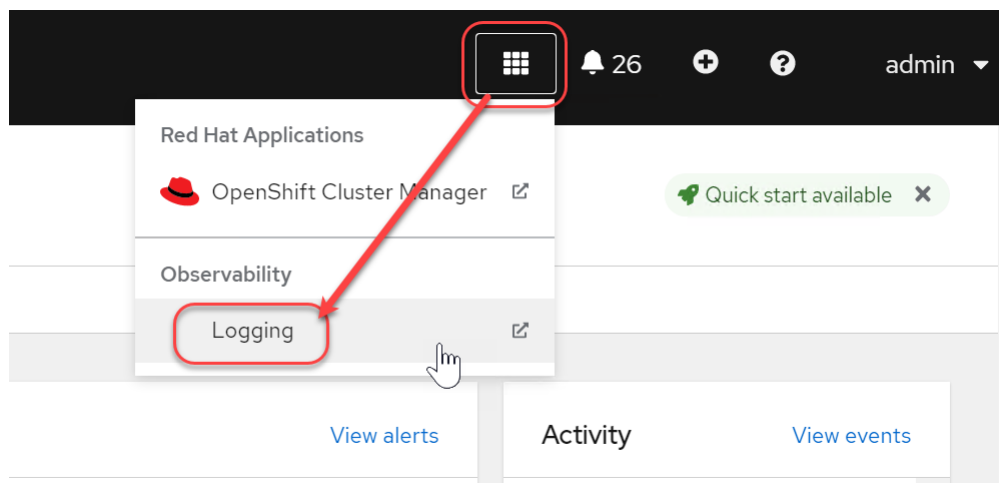 26
admin
Red Hat Applications
OpenShift Cluster Manager
Quick start available
Observability
Logging
View alerts
Activity
View events